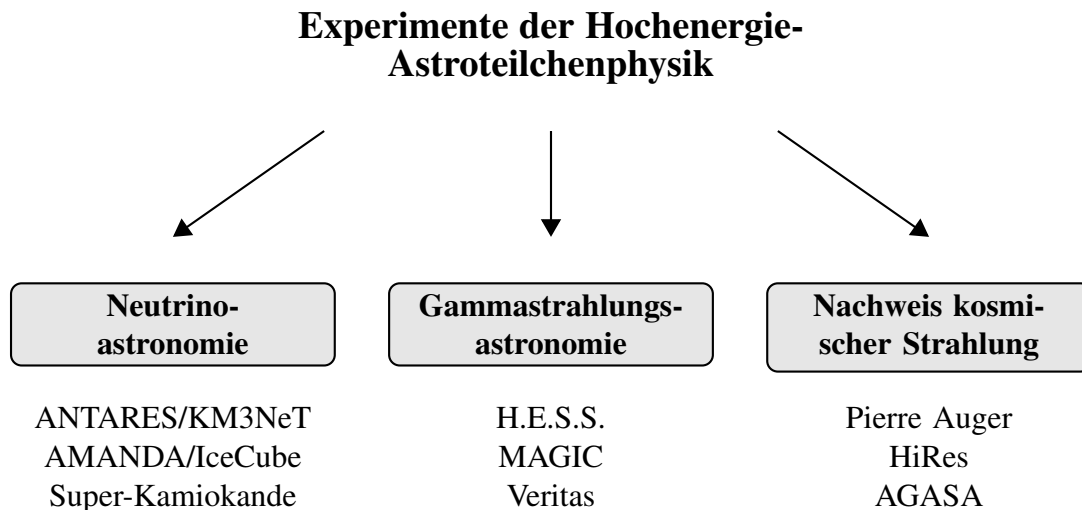 Experimente der Hochenergie-
Astroteilchenphysik
Neutrino-
astronomie
Gammastrahlungs-
astronomie
Nachweis kosmi-
scher Strahlung
ANTARES/KM3NeT
AMANDA/IceCube
Super-Kamiokande
H.E.S.S.
MAGIC
Veritas
Pierre Auger
HiRes
AGASA